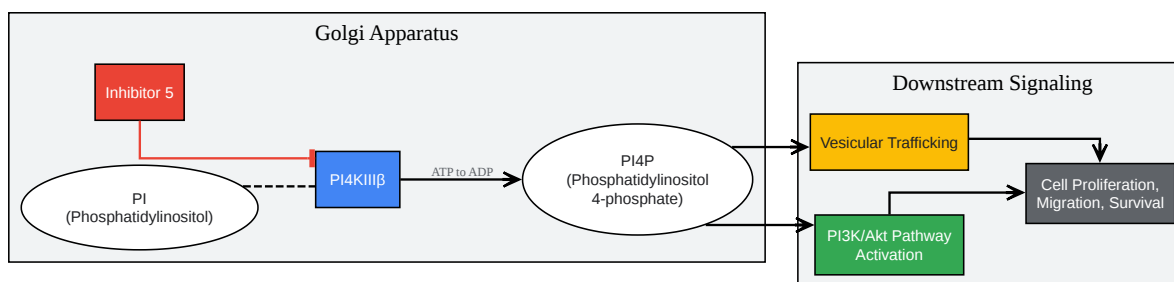 Golgi Apparatus
Inhibitor 5
PI4KIIIβ
ATP to ADP
PI
(Phosphatidylinositol)
PI4P
(Phosphatidylinositol
4-phosphate)
Downstream Signaling
Vesicular Trafficking
Cell Proliferation,
Migration, Survival
PI3K/Akt Pathway
Activation